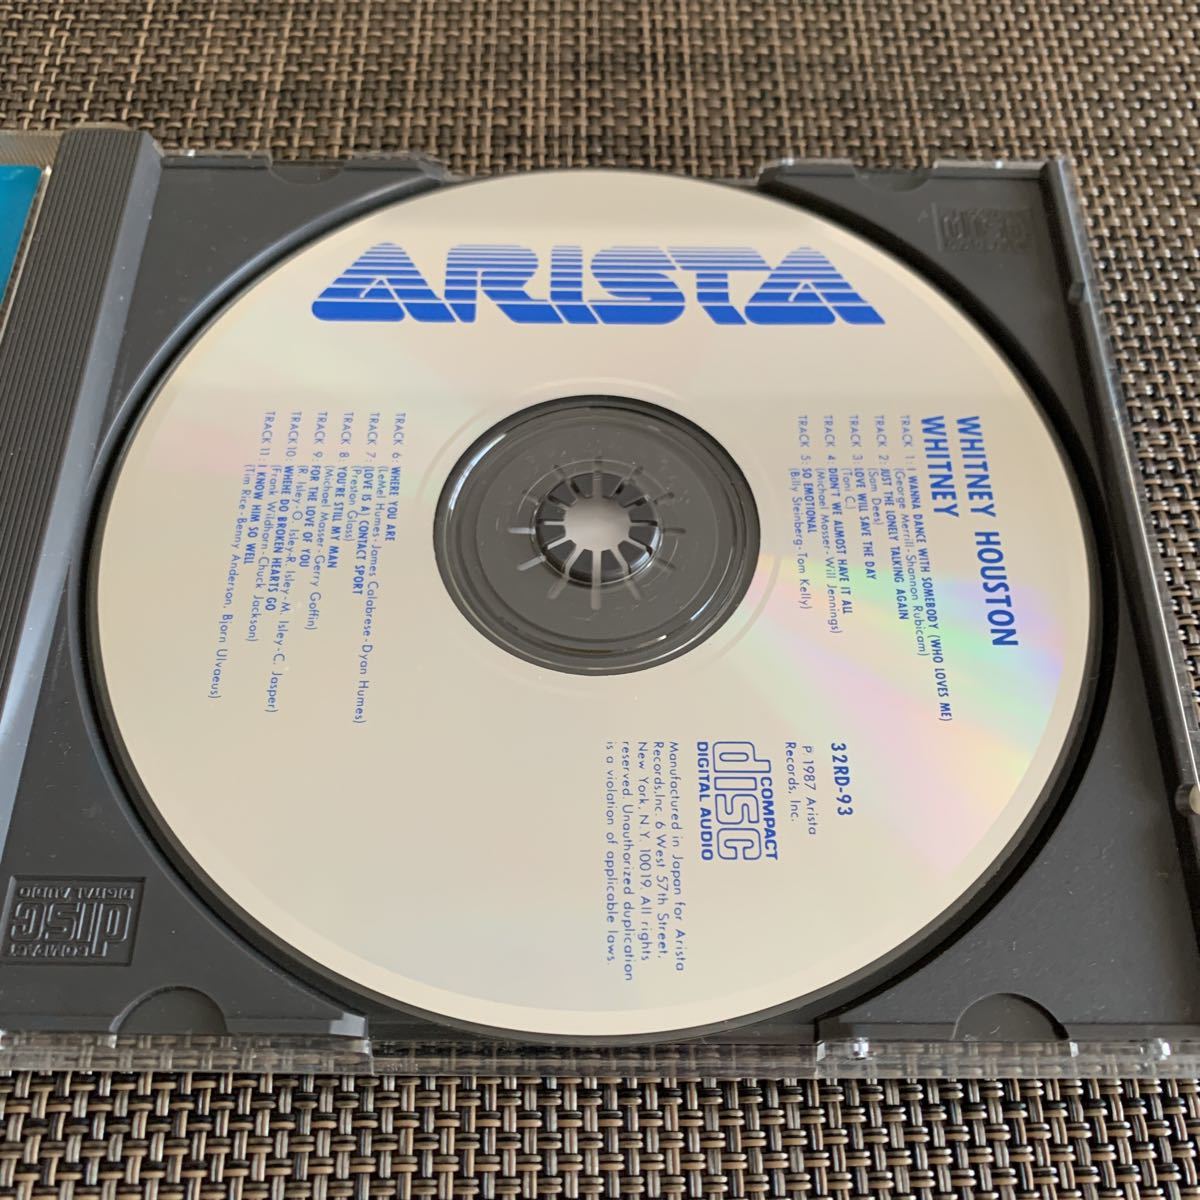 ARISTA
WHITNEY HOUSTON
WHITNEY
TRACK 1: I WANNA DANCE WITH SOMEBODY (WHO LOVES ME)
(George Merrill-Shannon Rubicam)
TRACK 2: JUST THE LONELY TALKING AGAIN
(Sam Dees)
TRACK 3: LOVE WILL SAVE THE DAY
(Toni C.)
TRACK 4: DIDN'T WE ALMOST HAVE IT ALL
(Michael Masser-Will Jennings)
TRACK 5: SO EMOTIONAL
(Billy Steinberg-Tom Kelly)
TRACK 6: WHERE YOU ARE
(LeMel Humes-James Calabrese-Dyan Humes)
TRACK 7: LOVE IS A CONTACT SPORT
(Preston Glass)
TRACK 8: YOU'RE STILL MY MAN
(Michael Masser-Gerry Goffin)
TRACK 9: FOR THE LOVE OF YOU
(R. Isley-O. Isley-R. Isley-M. Isley-C. Jasper)
TRACK 10: WHEHE DO BROKEN HEARTS GO
(Frank Wildhorn-Chuck Jackson)
TRACK 11: I KNOW HIM SO WELL
(Tim Rice-Benny Anderson, Bjorn Ulvaeus)
32RD-93
℗ 1987 Arista
Records, Inc.
COMPACT
disc
DIGITAL AUDIO
Manufactured in Japan for Arista
Records,Inc. 6 West 57th Street,
New York, N.Y. 10019. All rights
reserved. Unauthorized duplication
is a violation of applicable laws.
COMPACT
disc
DIGITAL AUDIO